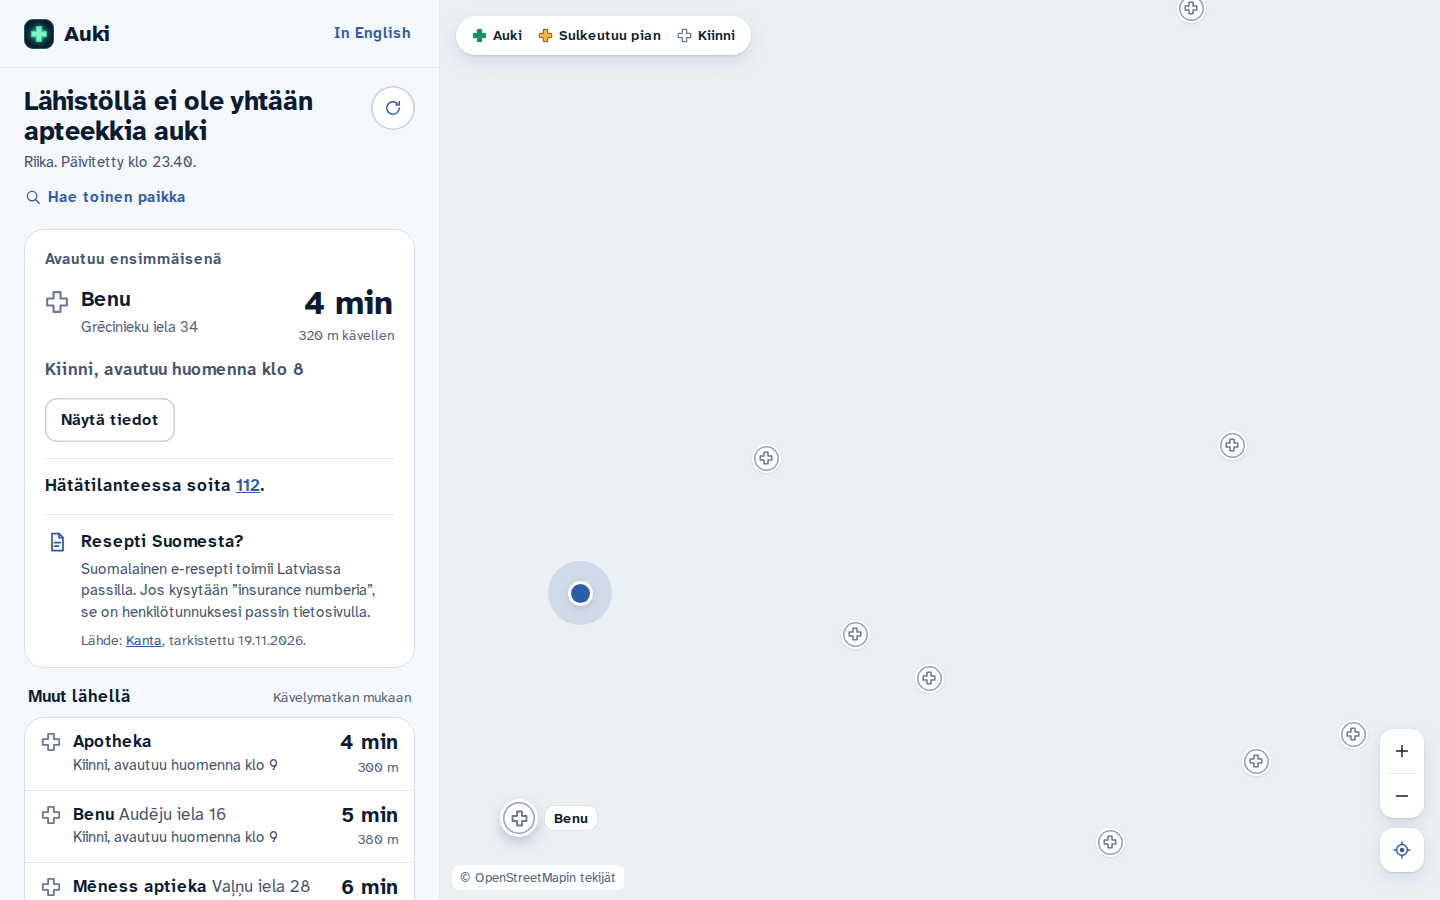 Auki
In English
Lähistöllä ei ole yhtään
apteekkia auki
Riika. Päivitetty klo 23.40.
Hae toinen paikka
Avautuu ensimmäisenä
Benu
4 min
Grēcinieku iela 34
320 m kävellen
Kiinni, avautuu huomenna klo 8
Näytä tiedot
Hätätilanteessa soita 112.
Resepti Suomesta?
Suomalainen e-resepti toimii Latviassa
passilla. Jos kysytään ”insurance numberia”,
se on henkilötunnuksesi passin tietosivulla.
Lähde: Kanta, tarkistettu 19.11.2026.
Muut lähellä
Kävelymatkan mukaan
Apotheka
4 min
Kiinni, avautuu huomenna klo 9
300 m
Benu Audēju iela 16
5 min
Kiinni, avautuu huomenna klo 9
380 m
Mēness aptieka Vaļņu iela 28
6 min
Auki
Sulkeutuu pian
Kiinni
Benu
© OpenStreetMapin tekijät